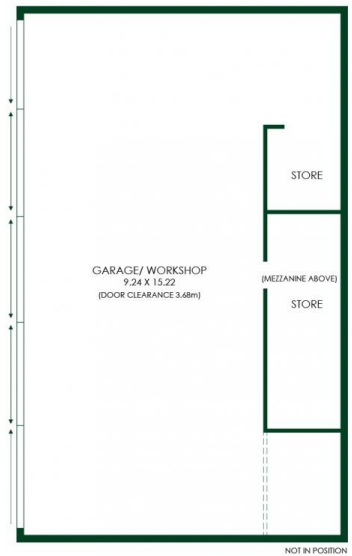 STORE
GARAGE/ WORKSHOP
9.24 X 15.22
(DOOR CLEARANCE 3.68m)
(MEZZANINE ABOVE)
STORE
NOT IN POSITION